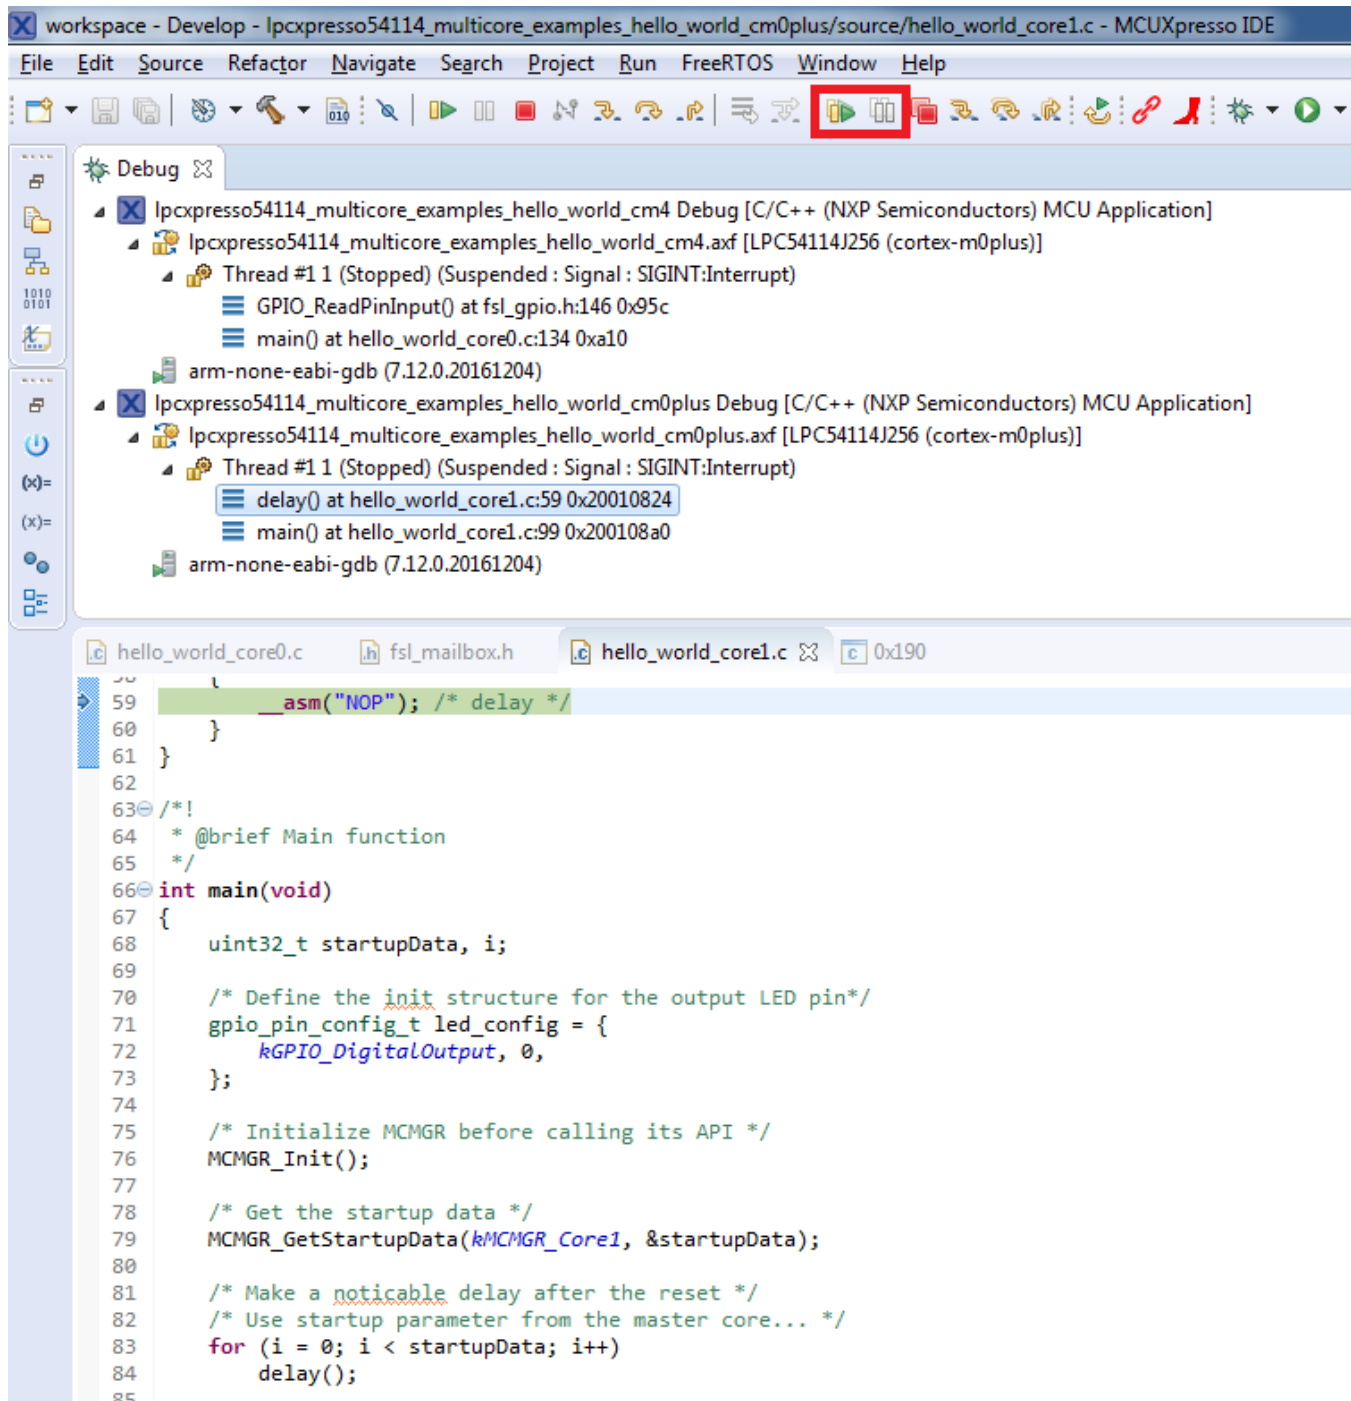 workspace - Develop - lpcxpresso54114_multicore_examples_hello_world_cm0plus/source/hello_world_core1.c - MCUXpresso IDE
File Edit Source Refactor Navigate Search Project Run FreeRTOS Window Help
010
Debug
lpcxpresso54114_multicore_examples_hello_world_cm4 Debug [C/C++ (NXP Semiconductors) MCU Application]
lpcxpresso54114_multicore_examples_hello_world_cm4.axf [LPC54114J256 (cortex-m0plus)]
Thread #1 1 (Stopped) (Suspended : Signal : SIGINT:Interrupt)
1010
0101
GPIO_ReadPinInput() at fsl_gpio.h:146 0x95c
main() at hello_world_core0.c:134 0xa10
arm-none-eabi-gdb (7.12.0.20161204)
lpcxpresso54114_multicore_examples_hello_world_cm0plus Debug [C/C++ (NXP Semiconductors) MCU Application]
lpcxpresso54114_multicore_examples_hello_world_cm0plus.axf [LPC54114J256 (cortex-m0plus)]
Thread #1 1 (Stopped) (Suspended : Signal : SIGINT:Interrupt)
(x)=
delay() at hello_world_core1.c:59 0x20010824
(x)=
main() at hello_world_core1.c:99 0x200108a0
arm-none-eabi-gdb (7.12.0.20161204)
.c hello_world_core0.c .h fsl_mailbox.h .c hello_world_core1.c c 0x190
58 {
59 __asm("NOP"); /* delay */
60 }
61 }
62
63 /*!
64 * @brief Main function
65 */
66 int main(void)
67 {
68 uint32_t startupData, i;
69
70 /* Define the init structure for the output LED pin*/
71 gpio_pin_config_t led_config = {
72 kGPIO_DigitalOutput, 0,
73 };
74
75 /* Initialize MCMGR before calling its API */
76 MCMGR_Init();
77
78 /* Get the startup data */
79 MCMGR_GetStartupData(kMCMGR_Core1, &startupData);
80
81 /* Make a noticable delay after the reset */
82 /* Use startup parameter from the master core... */
83 for (i = 0; i < startupData; i++)
84 delay();
85